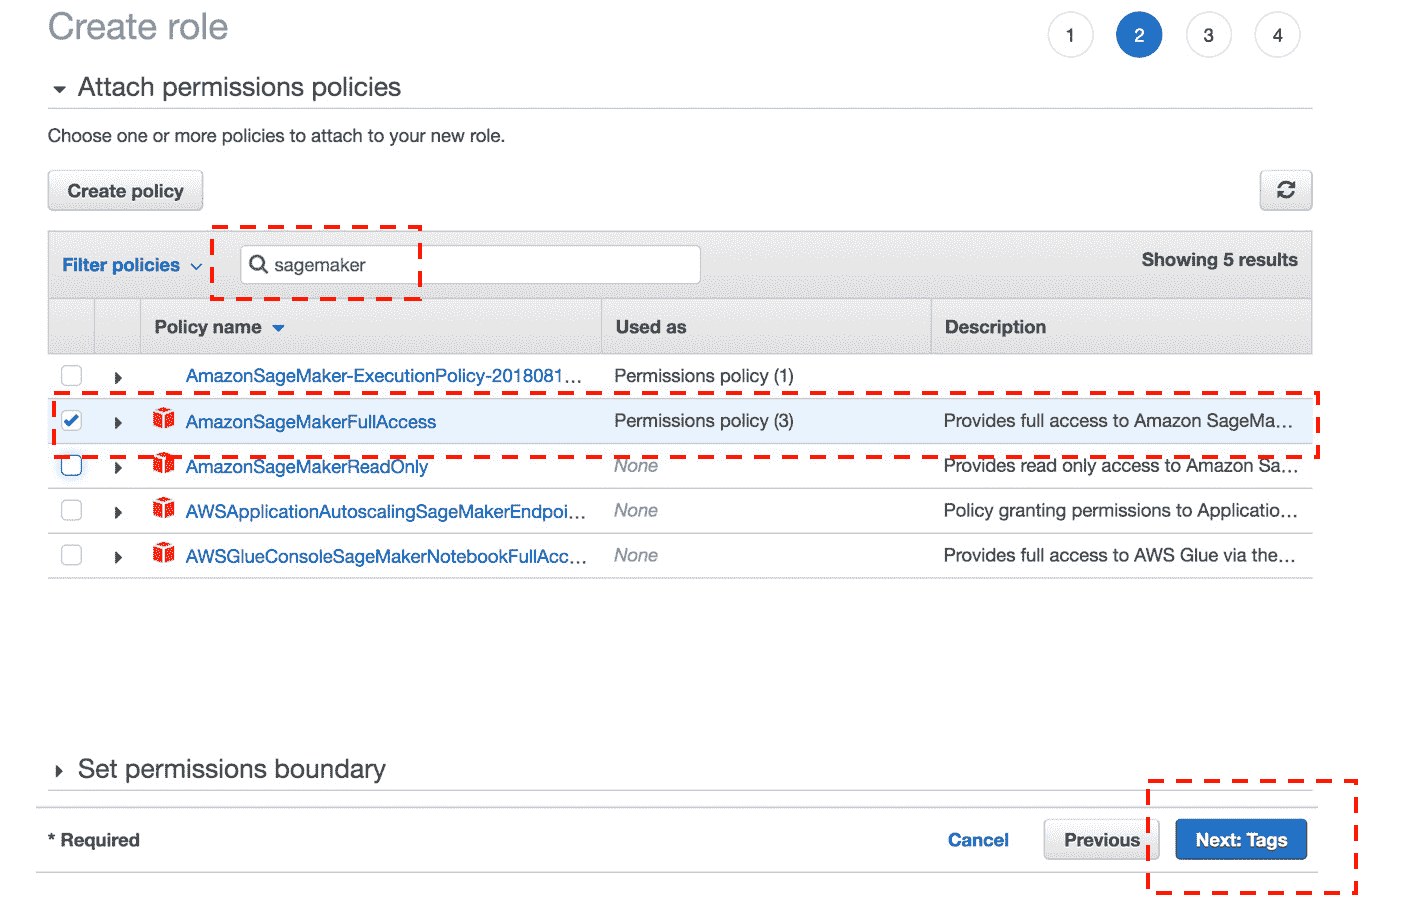 Create role
1 2 3 4
Attach permissions policies
Choose one or more policies to attach to your new role.
Create policy
Filter policies sagemaker Showing 5 results
Policy name Used as Description
AmazonSageMaker-ExecutionPolicy-2018081... Permissions policy (1)
AmazonSageMakerFullAccess Permissions policy (3) Provides full access to Amazon SageMa...
AmazonSageMakerReadOnly None Provides read only access to Amazon Sa...
AWSApplicationAutoscalingSageMakerEndpoi... None Policy granting permissions to Applicatio...
AWSGlueConsoleSageMakerNotebookFullAcc... None Provides full access to AWS Glue via the...
Set permissions boundary
* Required Cancel Previous Next: Tags